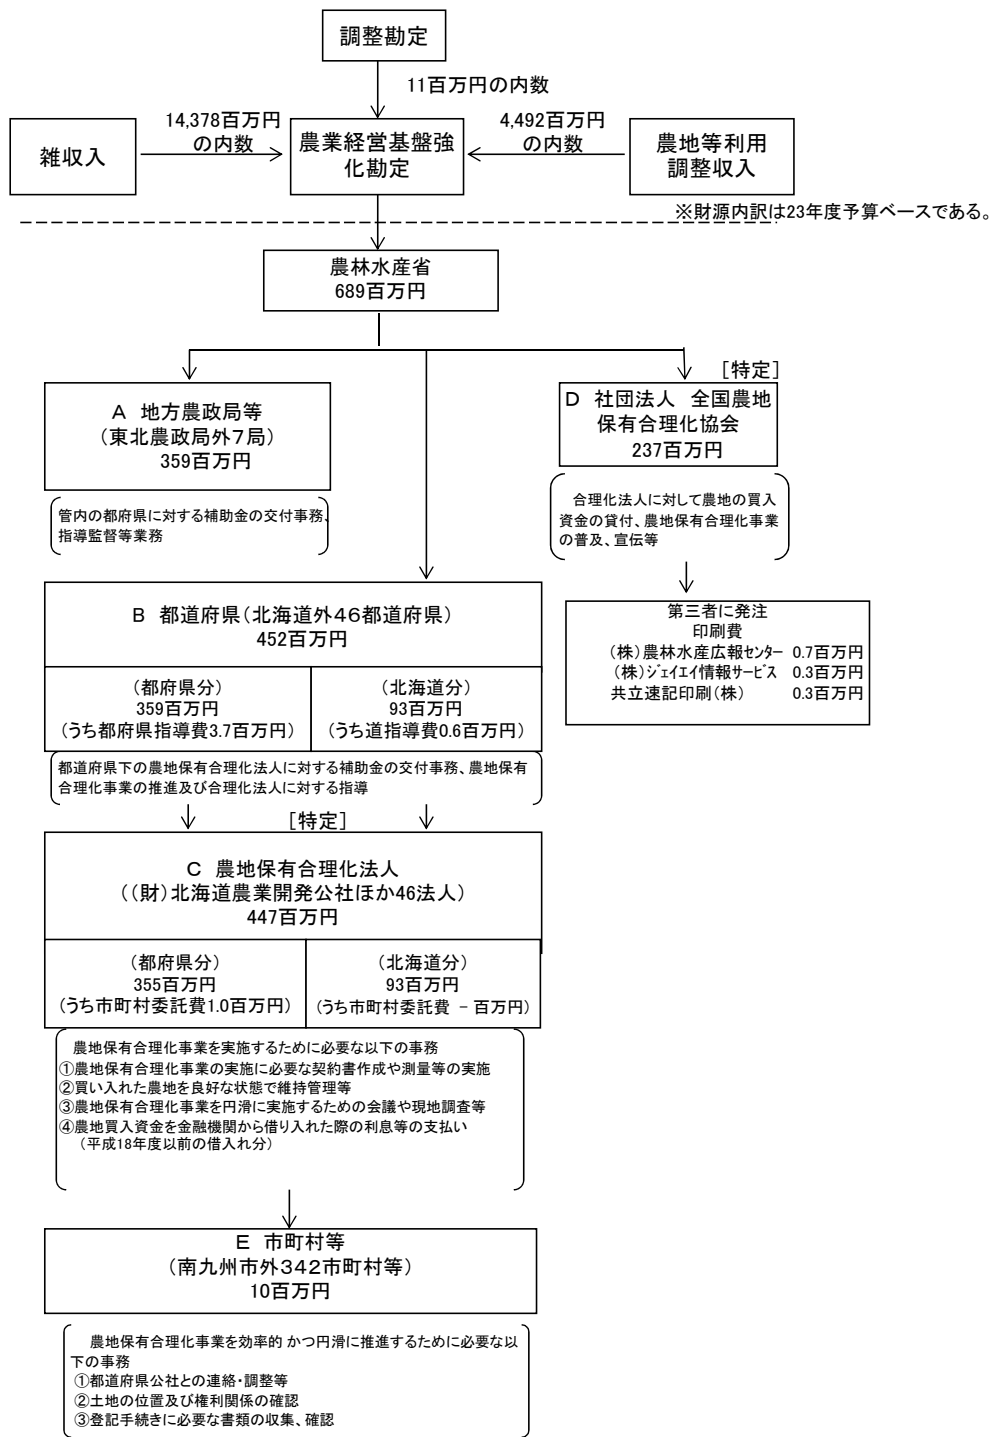 調整勘定
11百万円の内数
14,378百万円
の内数
4,492百万円
の内数
雑収入
農業経営基盤強
化勘定
農地等利用
調整収入
※財源内訳は23年度予算ベースである。
農林水産省
689百万円
A 地方農政局等
（東北農政局外7局）
359百万円
管内の都府県に対する補助金の交付事務、
指導監督等業務
［特定］
D 社団法人 全国農地
保有合理化協会
237百万円
合理化法人に対して農地の買入
資金の貸付、農地保有合理化事業
の普及、宣伝等
第三者に発注
印刷費
（株）農林水産広報センター 0.7百万円
（株）ジェイエイ情報サービス 0.3百万円
共立速記印刷（株） 0.3百万円
B 都道府県（北海道外46都道府県）
452百万円
（都府県分）
359百万円
（うち都府県指導費3.7百万円）
（北海道分）
93百万円
（うち道指導費0.6百万円）
都道府県下の農地保有合理化法人に対する補助金の交付事務、農地保有
合理化事業の推進及び合理化法人に対する指導
［特定］
C 農地保有合理化法人
（（財）北海道農業開発公社ほか46法人）
447百万円
（都府県分）
355百万円
（うち市町村委託費1.0百万円）
（北海道分）
93百万円
（うち市町村委託費 − 百万円）
農地保有合理化事業を実施するために必要な以下の事務
①農地保有合理化事業の実施に必要な契約書作成や測量等の実施
②買い入れた農地を良好な状態で維持管理等
③農地保有合理化事業を円滑に実施するための会議や現地調査等
④農地買入資金を金融機関から借り入れた際の利息等の支払い
（平成18年度以前の借入れ分）
E 市町村等
（南九州市外342市町村等）
10百万円
農地保有合理化事業を効率的 かつ円滑に推進するために必要な以
下の事務
①都道府県公社との連絡・調整等
②土地の位置及び権利関係の確認
③登記手続きに必要な書類の収集、確認